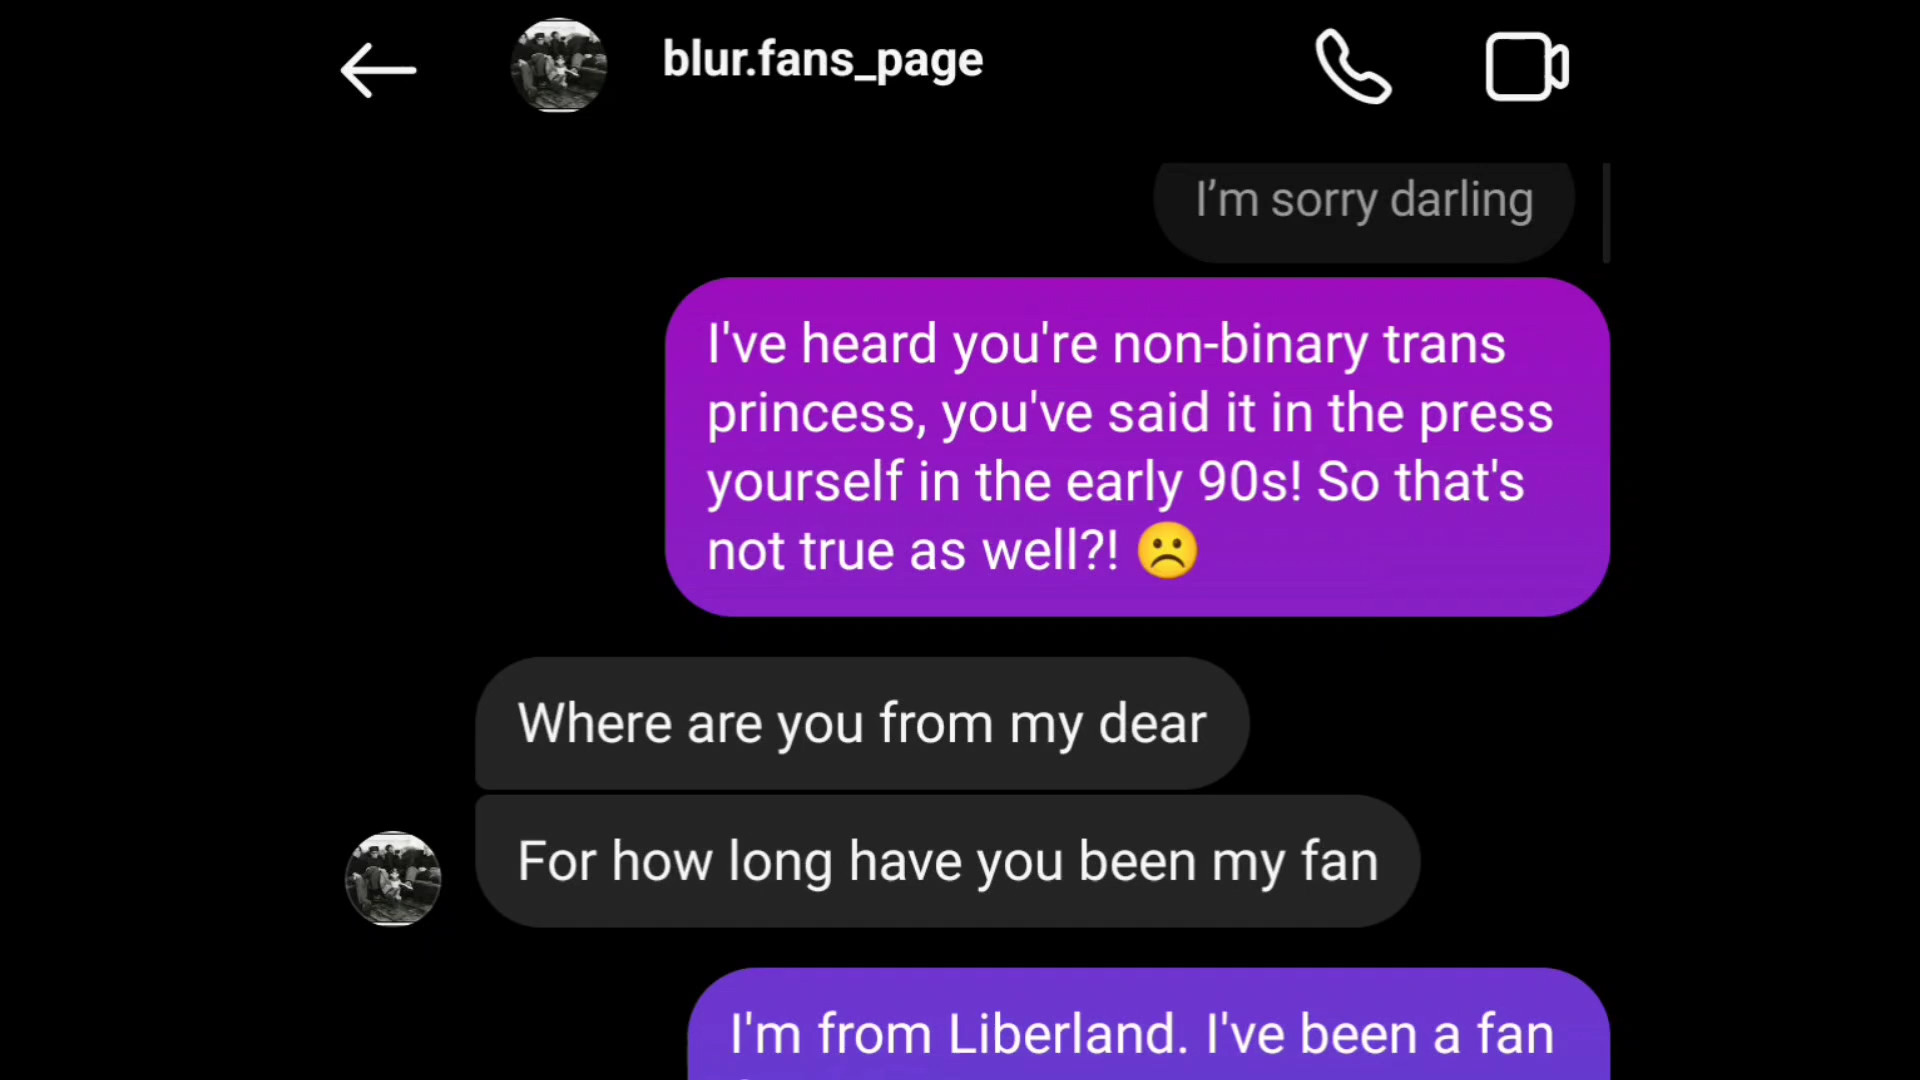 blur.fans_page
I’m sorry darling
I've heard you're non-binary trans
princess, you've said it in the press
yourself in the early 90s! So that's
not true as well?! ☹️
Where are you from my dear
For how long have you been my fan
I'm from Liberland. I've been a fan